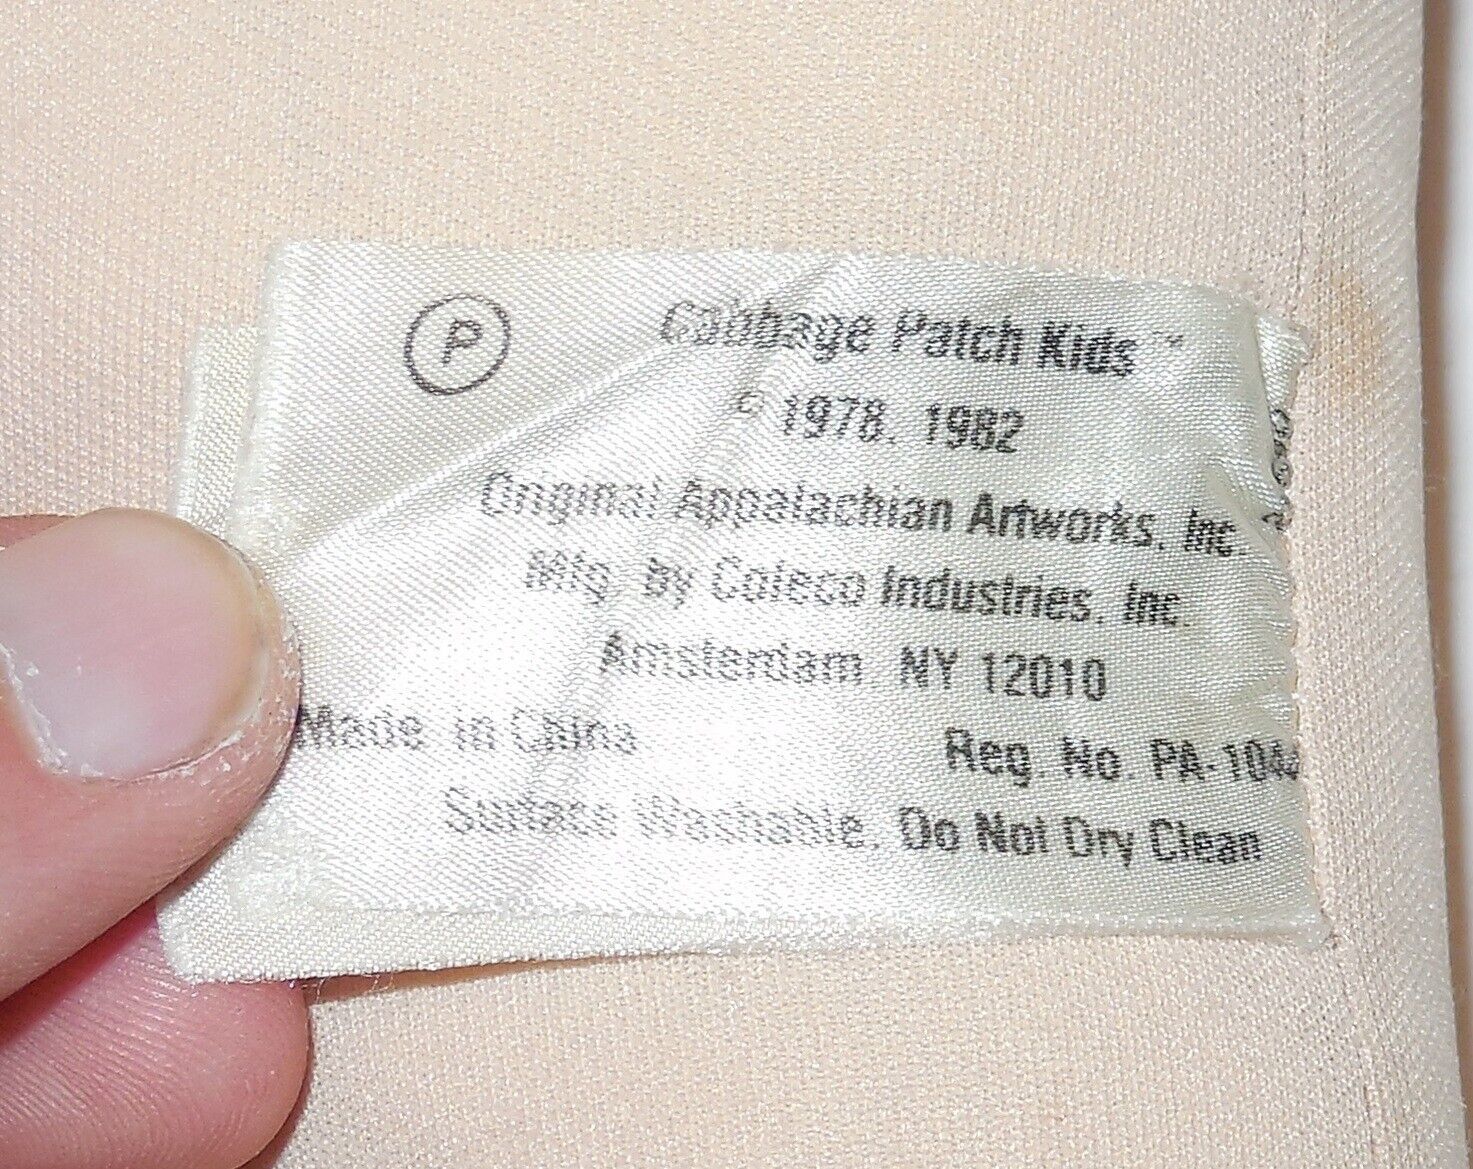 P
Cabbage Patch Kids ™
© 1978, 1982
Original Appalachian Artworks, Inc.
Mfg. by Coleco Industries, Inc.
Amsterdam, NY 12010
Made in China Reg. No. PA-104
Surface Washable, Do Not Dry Clean